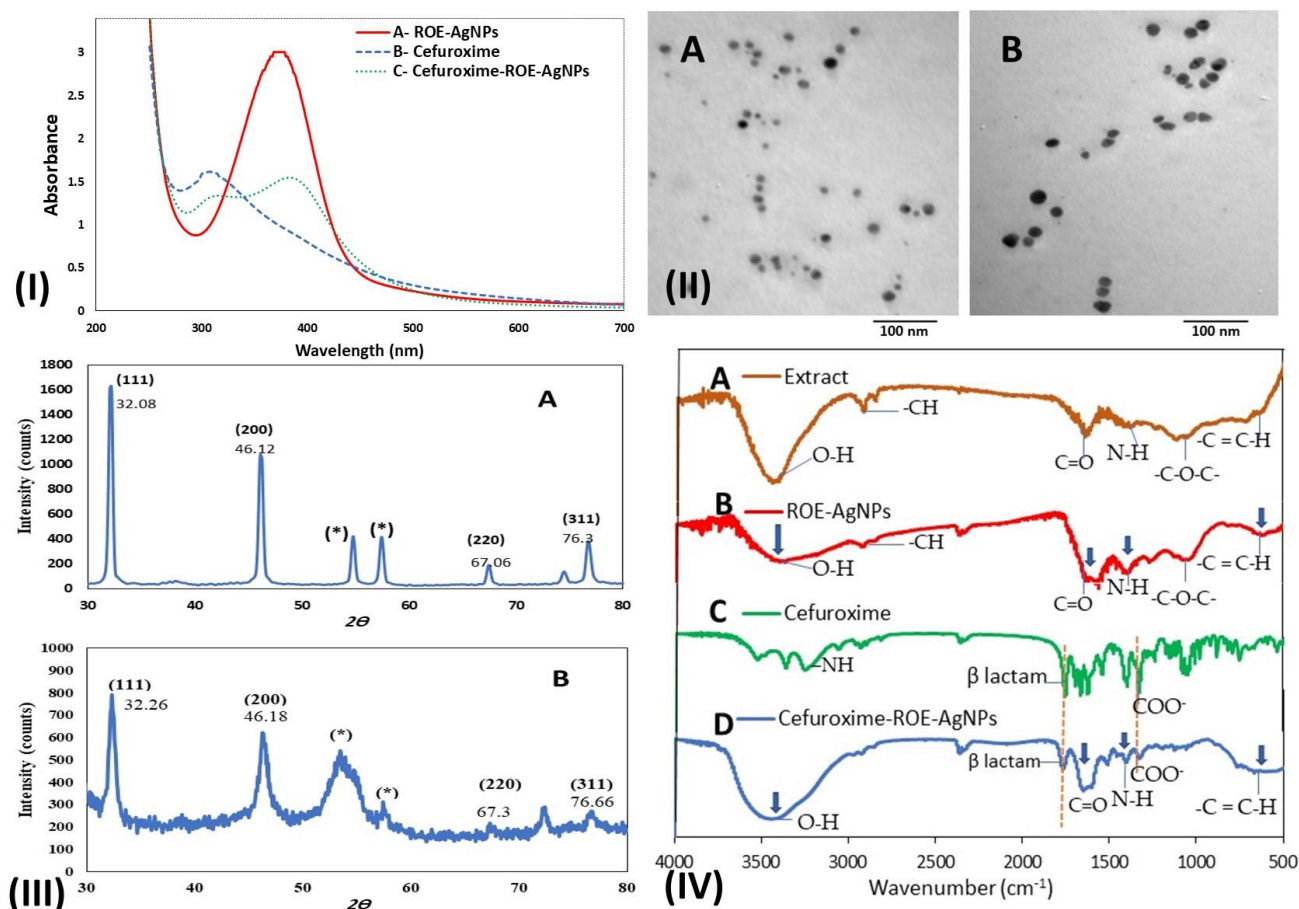 A- ROE-AgNPs
B- Cefuroxime
C- Cefuroxime-ROE-AgNPs
Absorbance
3
2.5
2
1.5
1
0.5
0
200 300 400 500 600 700
Wavelength (nm)
(I)
A
B
100 nm
100 nm
(II)
A
Intensity (counts)
1800
1600
1400
1200
1000
800
600
400
200
0
(111)
32.08
(200)
46.12
(*)
(*)
(220)
67.06
(311)
76.3
30 40 50 60 70 80
2Θ
B
Intensity (counts)
1000
900
800
700
600
500
400
300
200
100
0
(111)
32.26
(200)
46.18
(*)
(*)
(220)
67.3
(311)
76.66
30 40 50 60 70 80
2Θ
(III)
A Extract
O-H
-CH
C=O
N-H
-C-O-C-
-C = C-H
B ROE-AgNPs
O-H
-CH
C=O
N-H
-C-O-C-
-C = C-H
C Cefuroxime
-NH
β lactam
COO⁻
D Cefuroxime-ROE-AgNPs
O-H
β lactam
C=O
N-H
COO⁻
-C = C-H
4000 3500 3000 2500 2000 1500 1000 500
Wavenumber (cm⁻¹)
(IV)